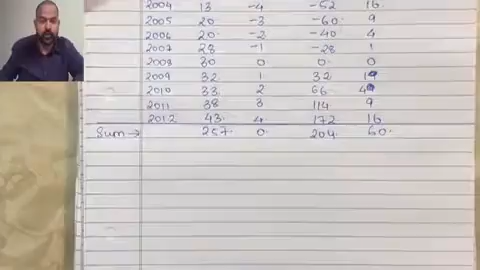 2004 13 -4 -52 16
2005 20 -3 -60 9
2006 20 -2 -40 4
2007 28 -1 -28 1
2008 30 0 0 0
2009 32 1 32 1
2010 33 2 66 4
2011 38 3 114 9
2012 43 4 172 16
Sum → 257 0 204 60